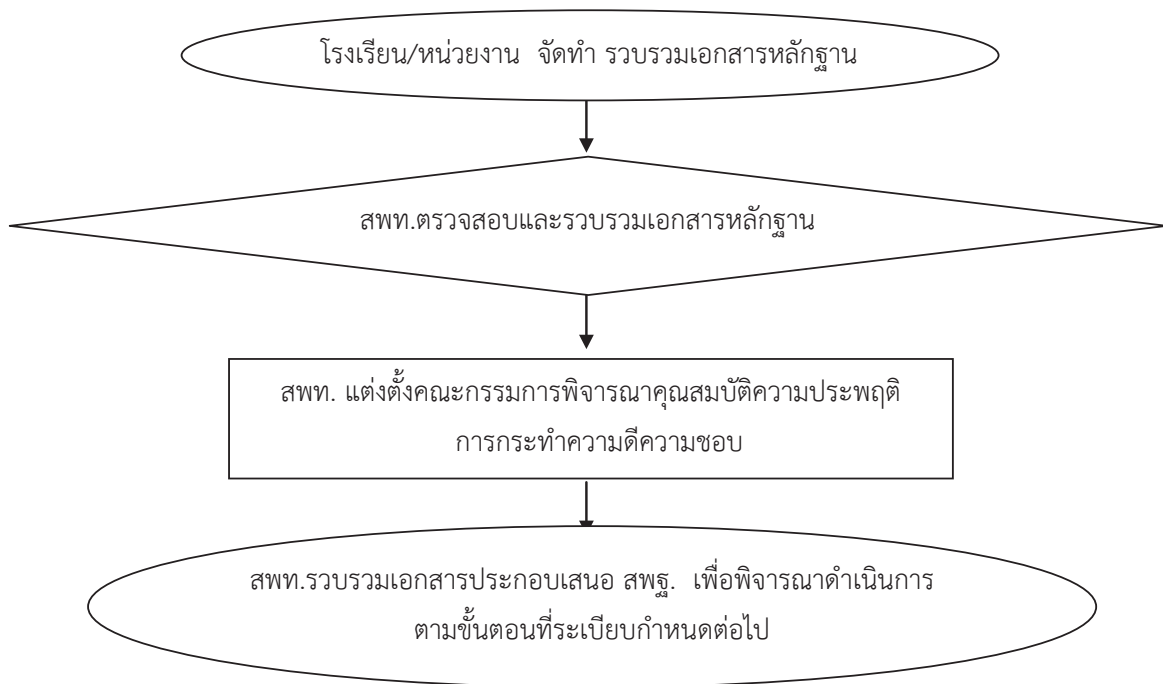 โรงเรียน/หน่วยงาน จัดทำ รวบรวมเอกสารหลักฐาน
สพท.ตรวจสอบและรวบรวมเอกสารหลักฐาน
สพท. แต่งตั้งคณะกรรมการพิจารณาคุณสมบัติความประพฤติ
การกระทำความดีความชอบ
สพท.รวบรวมเอกสารประกอบเสนอ สพฐ. เพื่อพิจารณาดำเนินการ
ตามขั้นตอนที่ระเบียบกำหนดต่อไป